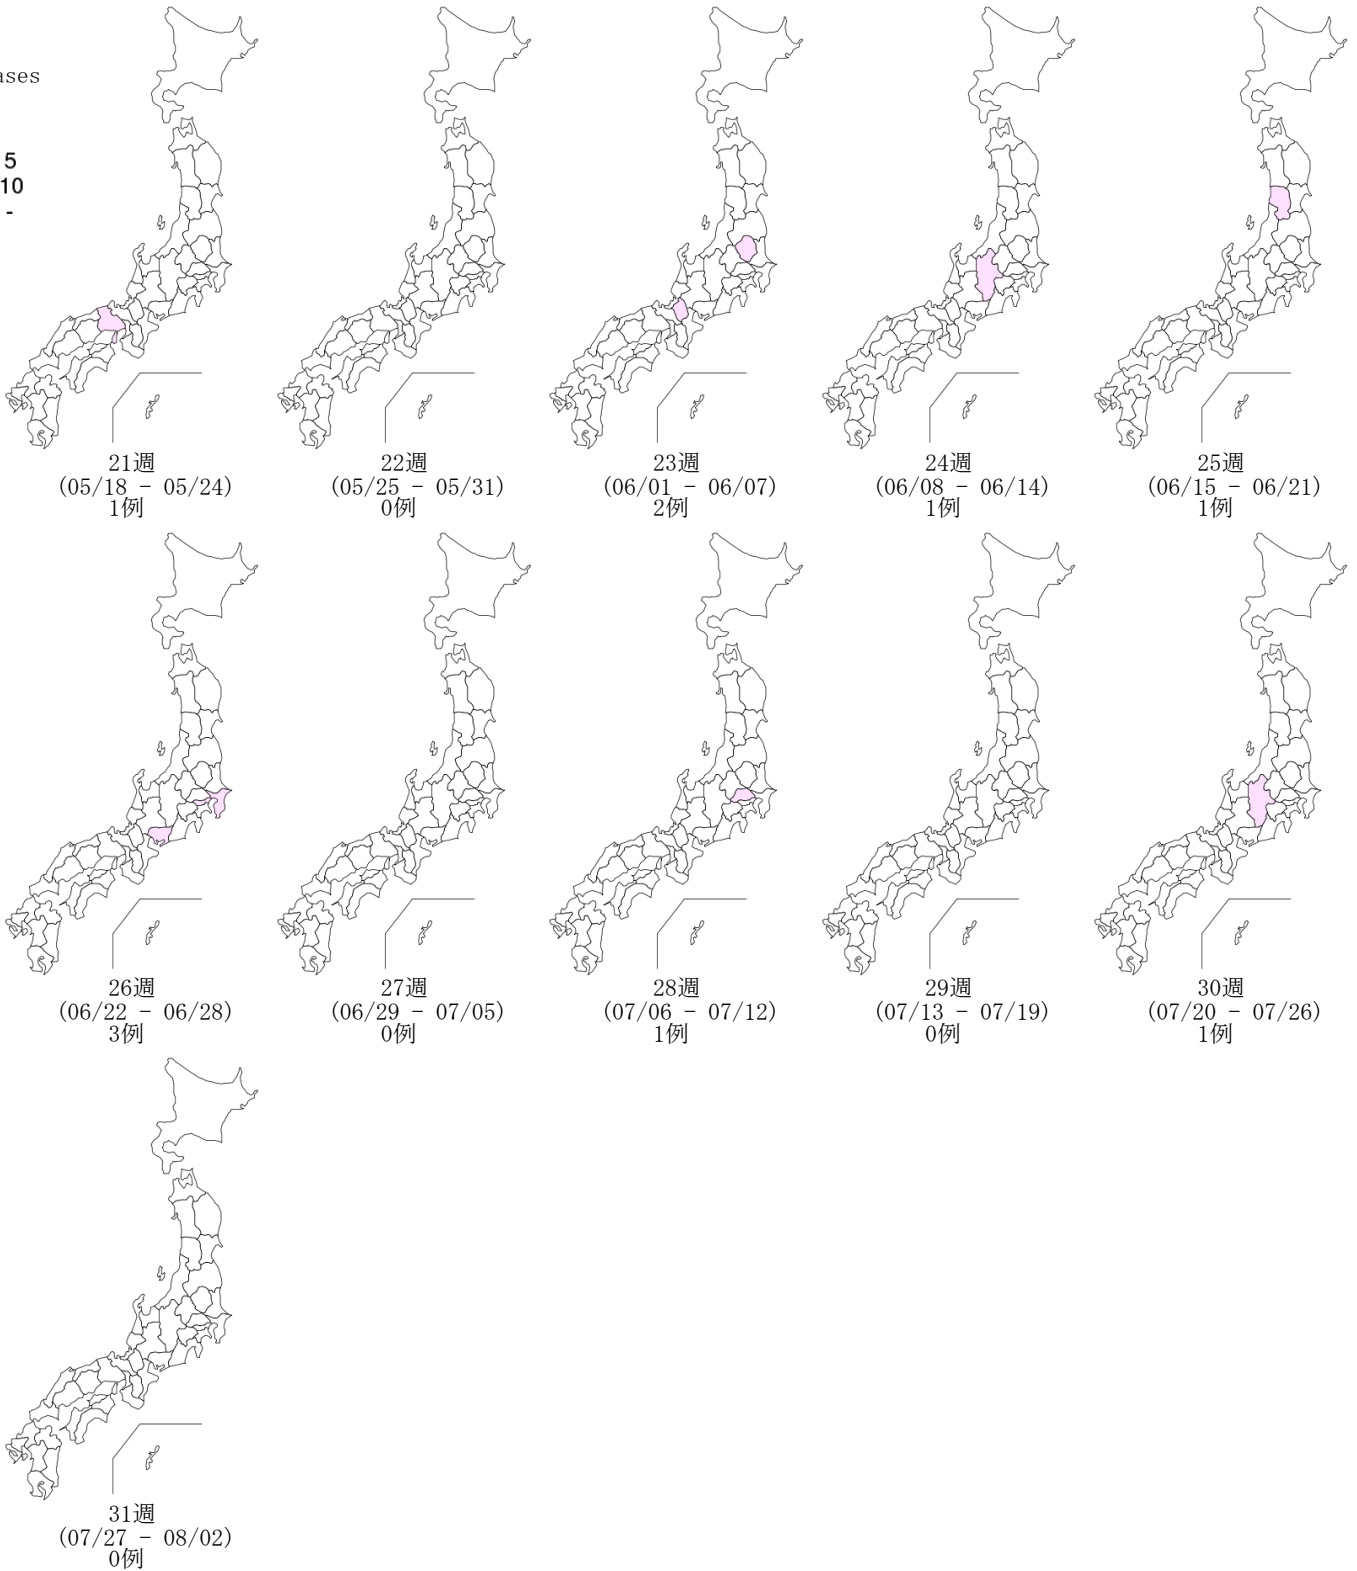 ases
5
10
-
21週
(05/18 - 05/24)
1例
22週
(05/25 - 05/31)
0例
23週
(06/01 - 06/07)
2例
24週
(06/08 - 06/14)
1例
25週
(06/15 - 06/21)
1例
26週
(06/22 - 06/28)
3例
27週
(06/29 - 07/05)
0例
28週
(07/06 - 07/12)
1例
29週
(07/13 - 07/19)
0例
30週
(07/20 - 07/26)
1例
31週
(07/27 - 08/02)
0例